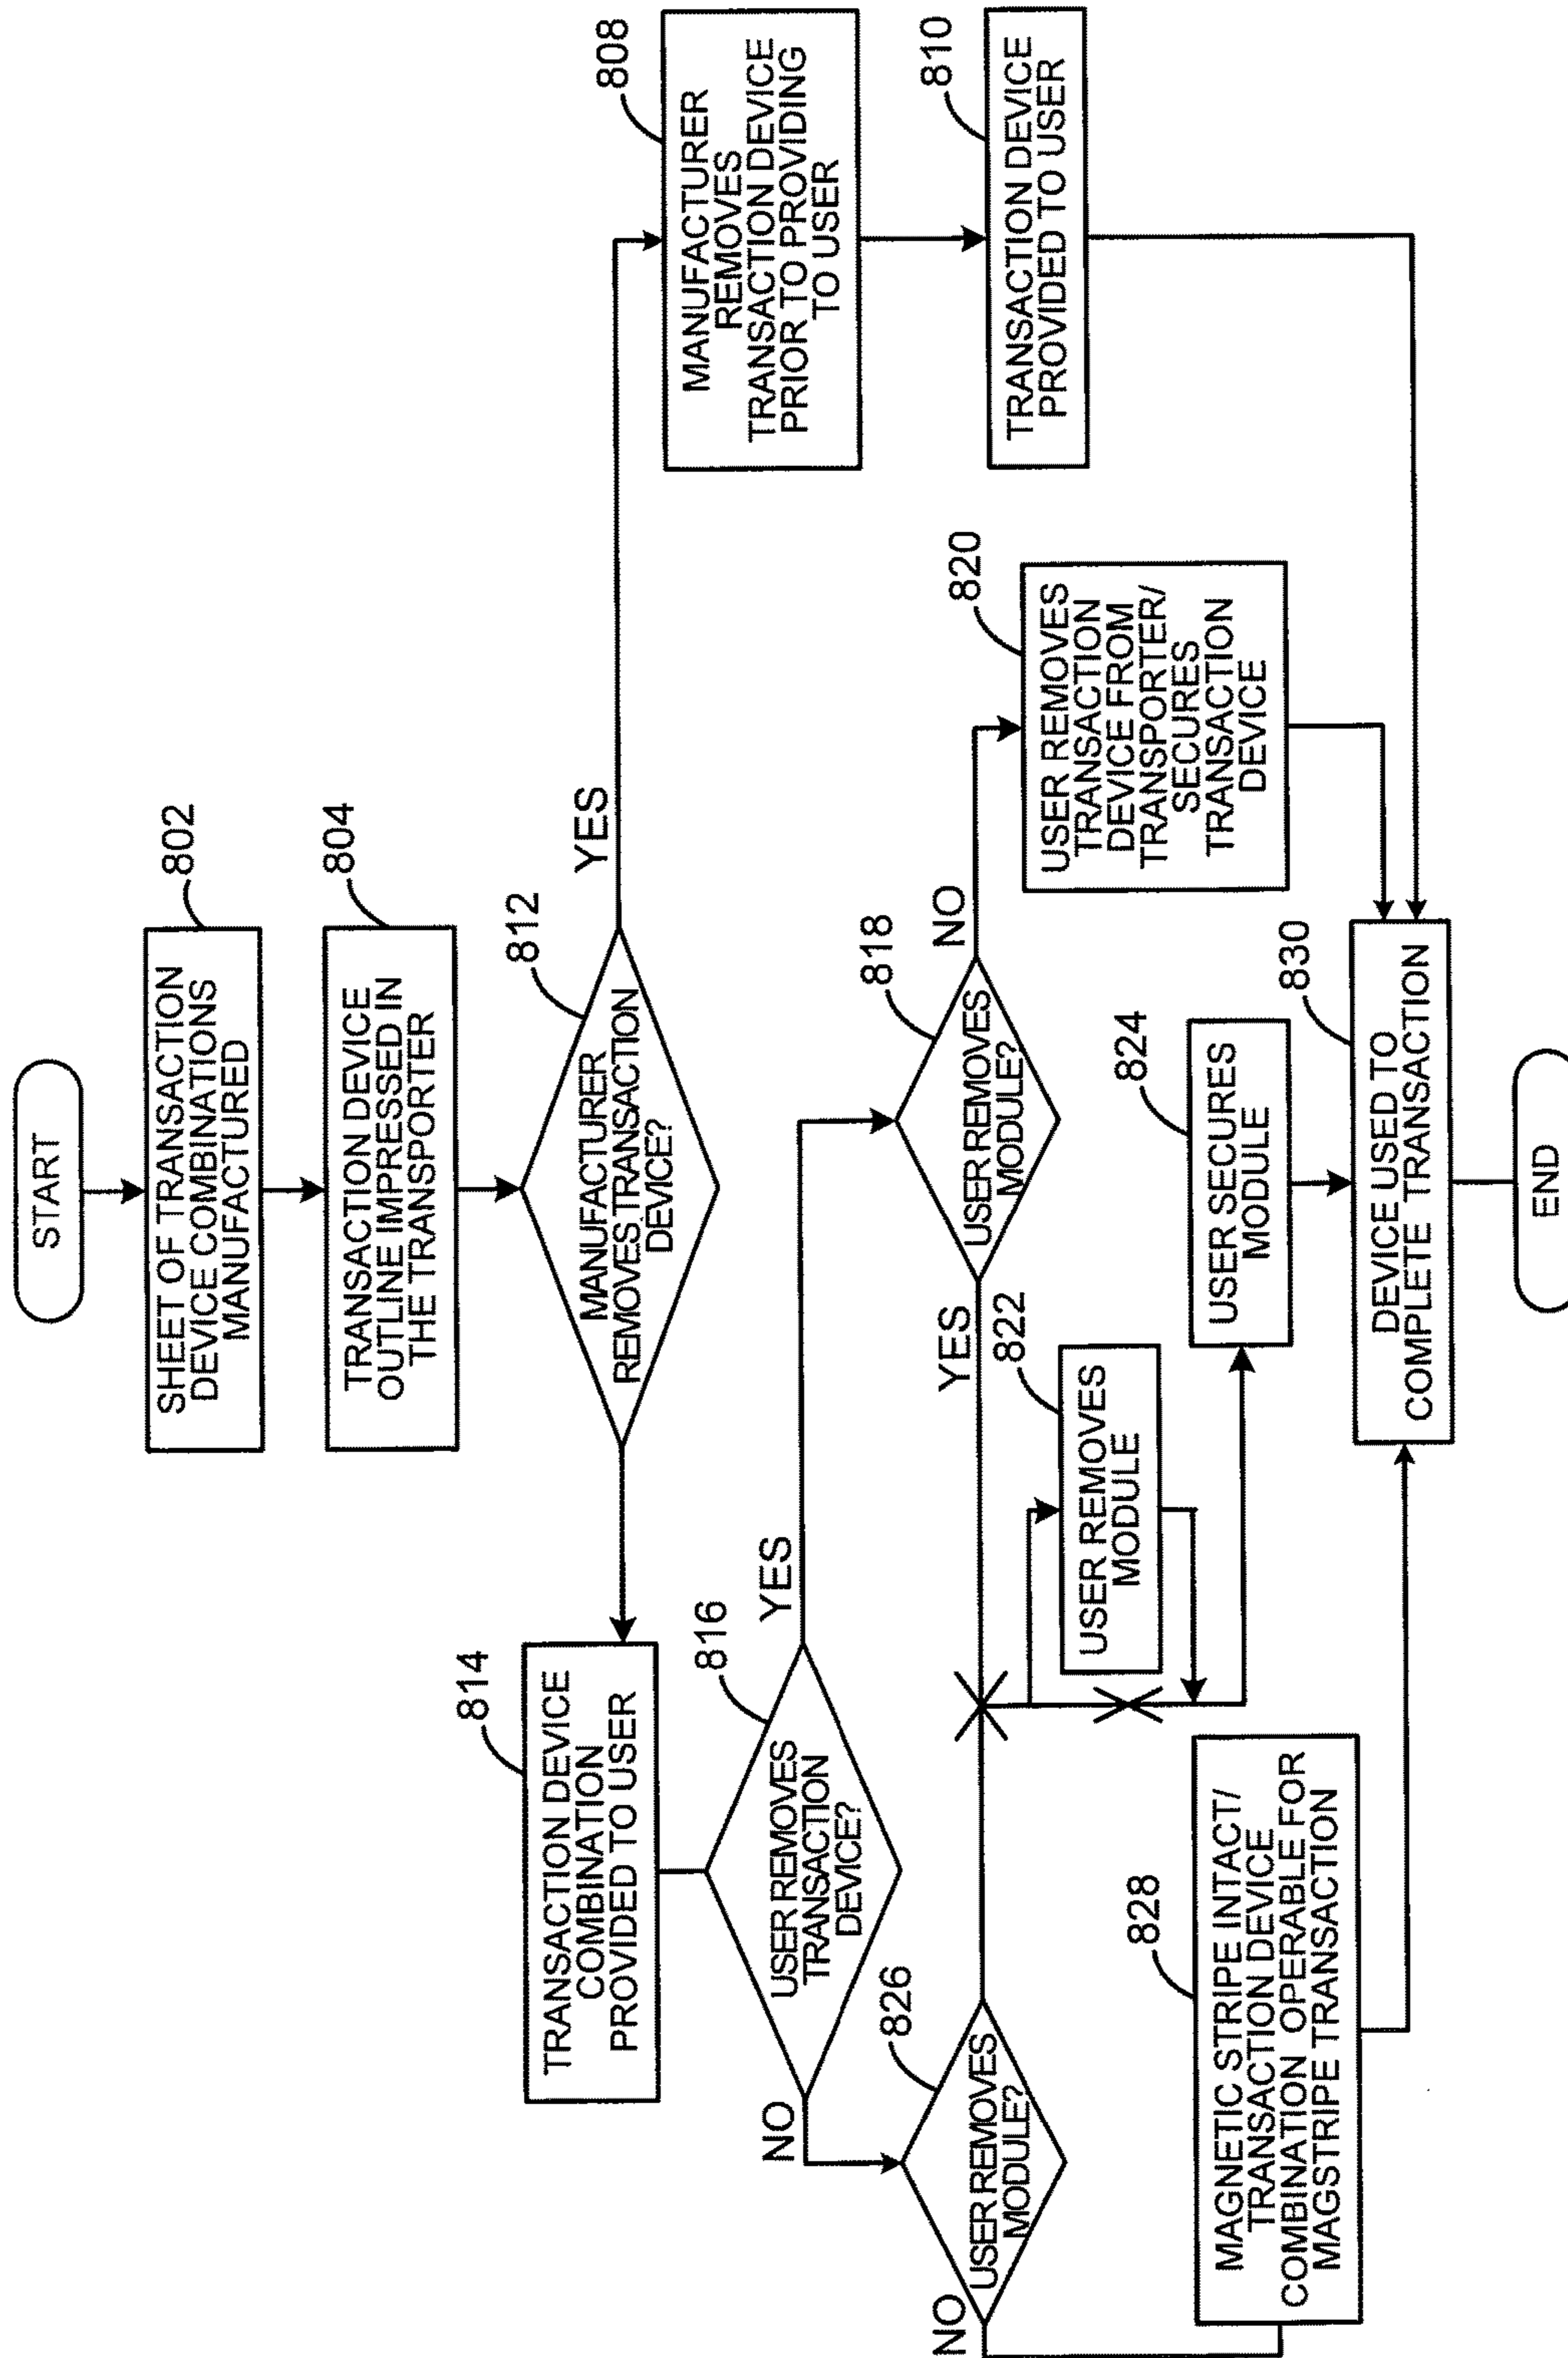 START
802
SHEET OF TRANSACTION
DEVICE COMBINATIONS
MANUFACTURED
804
TRANSACTION DEVICE
OUTLINE IMPRESSED IN
THE TRANSPORTER
812
MANUFACTURER
REMOVES TRANSACTION
DEVICE?
YES
808
MANUFACTURER
REMOVES
TRANSACTION DEVICE
PRIOR TO PROVIDING
TO USER
810
TRANSACTION DEVICE
PROVIDED TO USER
814
TRANSACTION DEVICE
COMBINATION
PROVIDED TO USER
816
USER REMOVES
TRANSACTION
DEVICE?
YES
NO
818
USER REMOVES
MODULE?
NO
YES
820
USER REMOVES
TRANSACTION
DEVICE FROM
TRANSPORTER/
SECURES
TRANSACTION
DEVICE
822
USER REMOVES
MODULE
824
USER SECURES
MODULE
826
USER REMOVES
MODULE?
NO
828
MAGNETIC STRIPE INTACT/
TRANSACTION DEVICE
COMBINATION OPERABLE FOR
MAGSTRIPE TRANSACTION
830
DEVICE USED TO
COMPLETE TRANSACTION
END